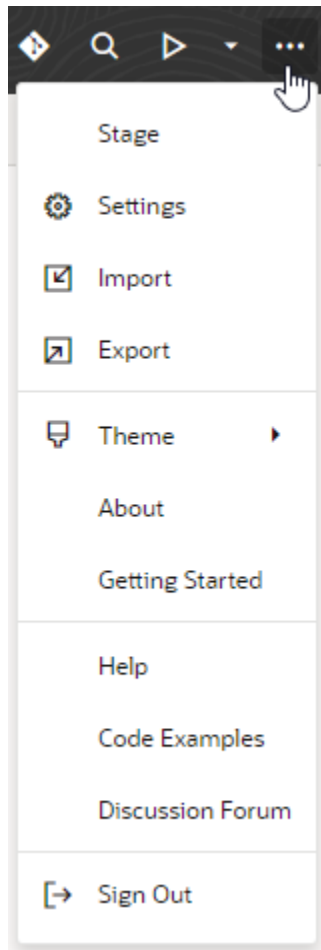 Stage
Settings
Import
Export
Theme
About
Getting Started
Help
Code Examples
Discussion Forum
Sign Out